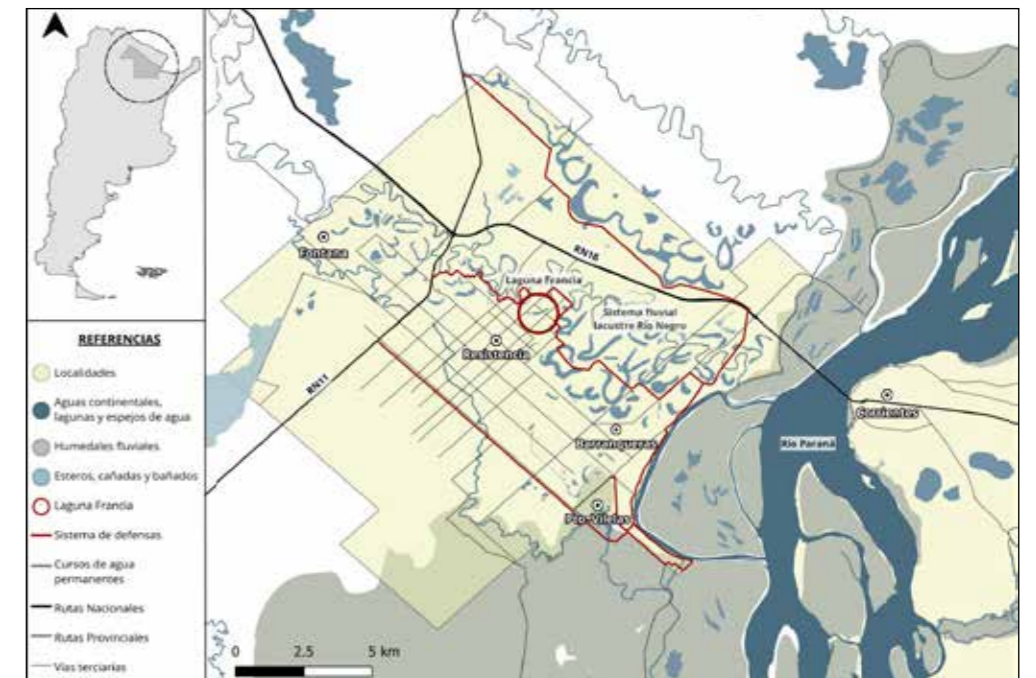 REFERENCIAS
Localidades
Aguas continentales,
lagunas y espejos de agua
Humedales fluviales
Esteros, cañadas y bañados
Laguna Francia
Sistema de defensas
Cursos de agua
permanentes
Rutas Nacionales
Rutas Provinciales
Vías terciarias
Fontana
RN16
Laguna Francia
Sistema fluvial
lacustre Río Negro
Resistencia
RN11
Corrientes
Barranqueras
Río Paraná
Pto. Vilelas
0 2.5 5 km